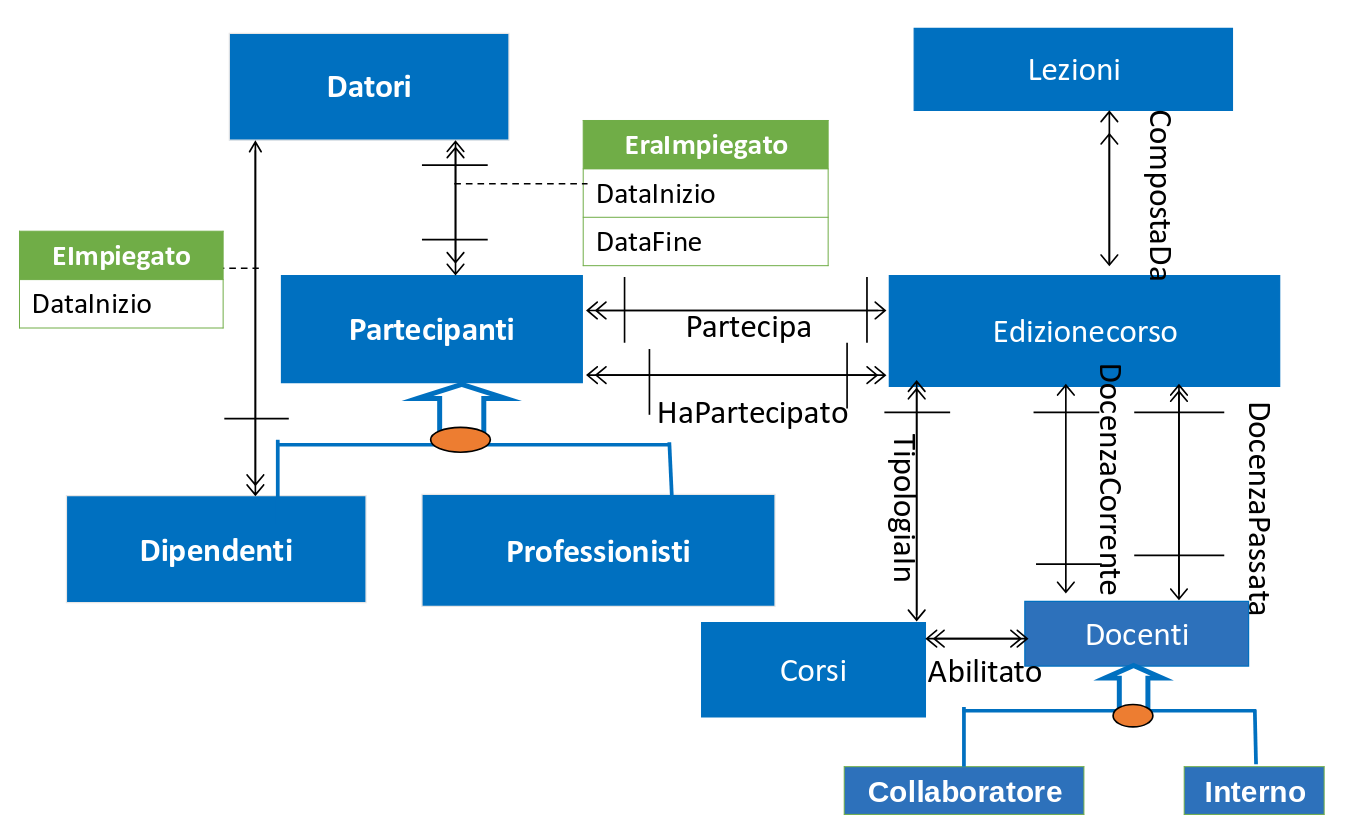 Datori
Lezioni
CompostaDa
EraImpiegato
DataInizio
DataFine
EImpiegato
DataInizio
Partecipanti
Partecipa
HaPartecipato
Edizionecorso
TipologiaIn
DocenzaCorrente
DocenzaPassata
Dipendenti
Professionisti
Corsi
Abilitato
Docenti
Collaboratore
Interno